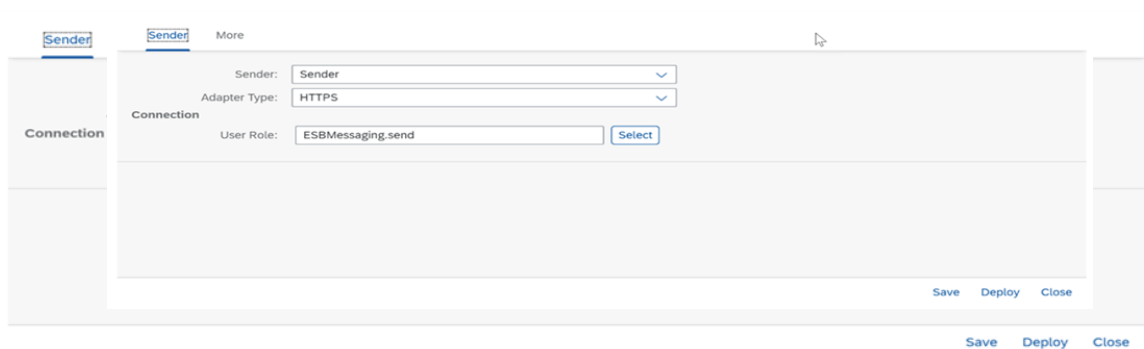 Sender
Sender More
Sender: Sender
Adapter Type: HTTPS
Connection
Connection
User Role: ESBMessaging.send Select
Save Deploy Close
Save Deploy Close